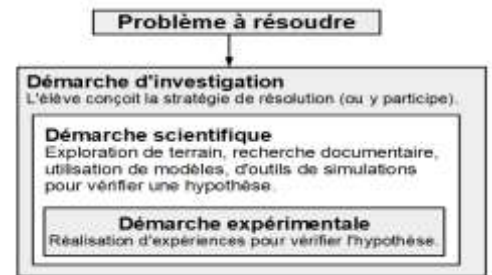 Problème à résoudre
Démarche d'investigation
L'élève conçoit la stratégie de résolution (ou y participe).
Démarche scientifique
Exploration de terrain, recherche documentaire,
utilisation de modèles, d'outils de simulations
pour vérifier une hypothèse.
Démarche expérimentale
Réalisation d'expériences pour vérifier l'hypothèse.